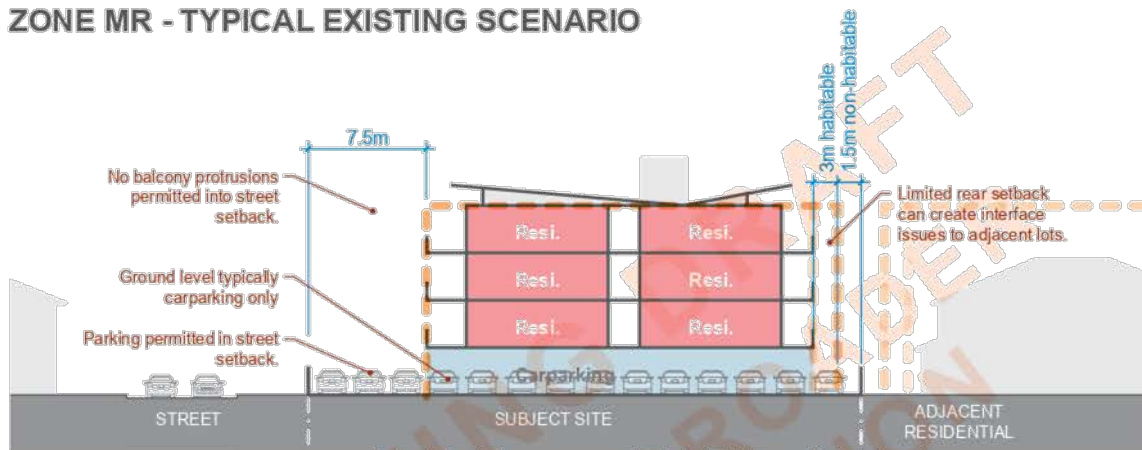 ZONE MR - TYPICAL EXISTING SCENARIO
7.5m
3m habitable
1.5m non-habitable
No balcony protrusions
permitted into street
setback.
Limited rear setback
can create interface
issues to adjacent lots.
Ground level typically
carparking only
Parking permitted in street
setback.
Resi. Resi.
Resi. Resi.
Resi. Resi.
Carparking
STREET
SUBJECT SITE
ADJACENT
RESIDENTIAL
DRAFT